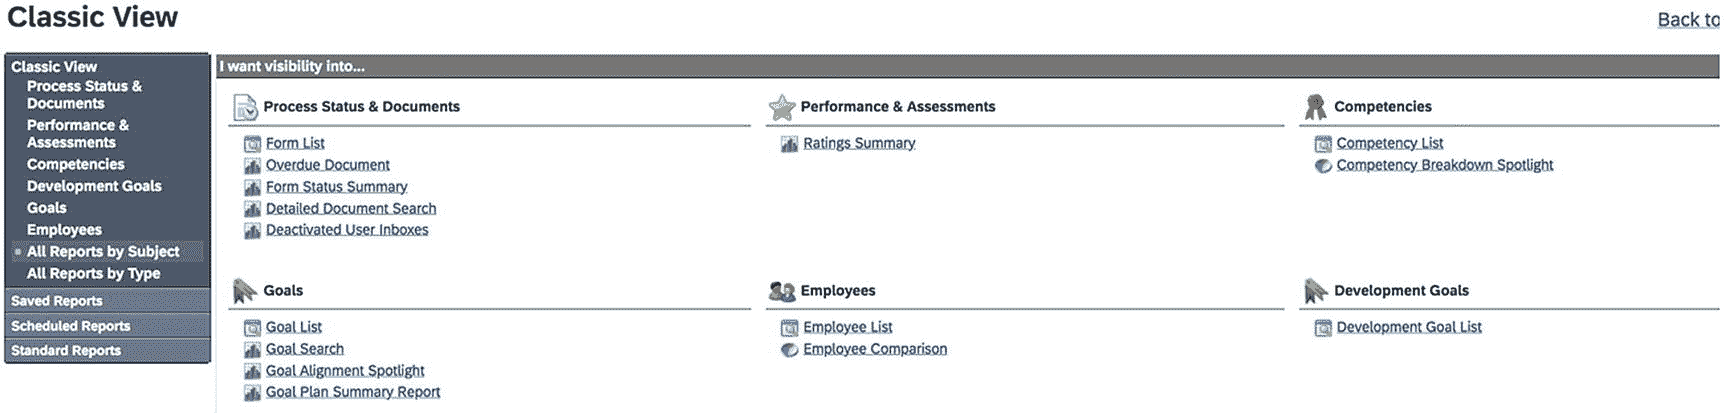 Classic View
Back to
Classic View
Process Status &
Documents
Performance &
Assessments
Competencies
Development Goals
Goals
Employees
All Reports by Subject
All Reports by Type
Saved Reports
Scheduled Reports
Standard Reports
I want visibility into...
Process Status & Documents
Form List
Overdue Document
Form Status Summary
Detailed Document Search
Deactivated User Inboxes
Performance & Assessments
Ratings Summary
Competencies
Competency List
Competency Breakdown Spotlight
Goals
Goal List
Goal Search
Goal Alignment Spotlight
Goal Plan Summary Report
Employees
Employee List
Employee Comparison
Development Goals
Development Goal List